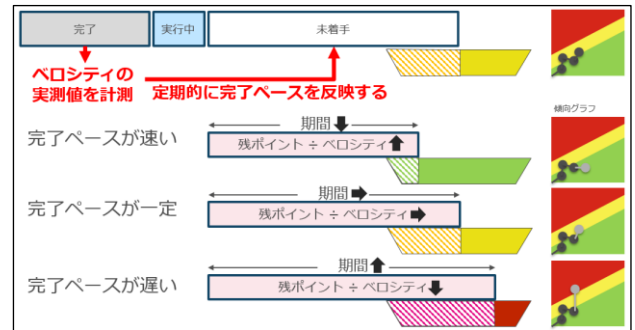 完了
実行中
未着手
ベロシティの
実測値を計測
定期的に完了ペースを反映する
傾向グラフ
完了ペースが速い
期間
残ポイント ÷ ベロシティ
完了ペースが一定
期間
残ポイント ÷ ベロシティ
完了ペースが遅い
期間
残ポイント ÷ ベロシティ